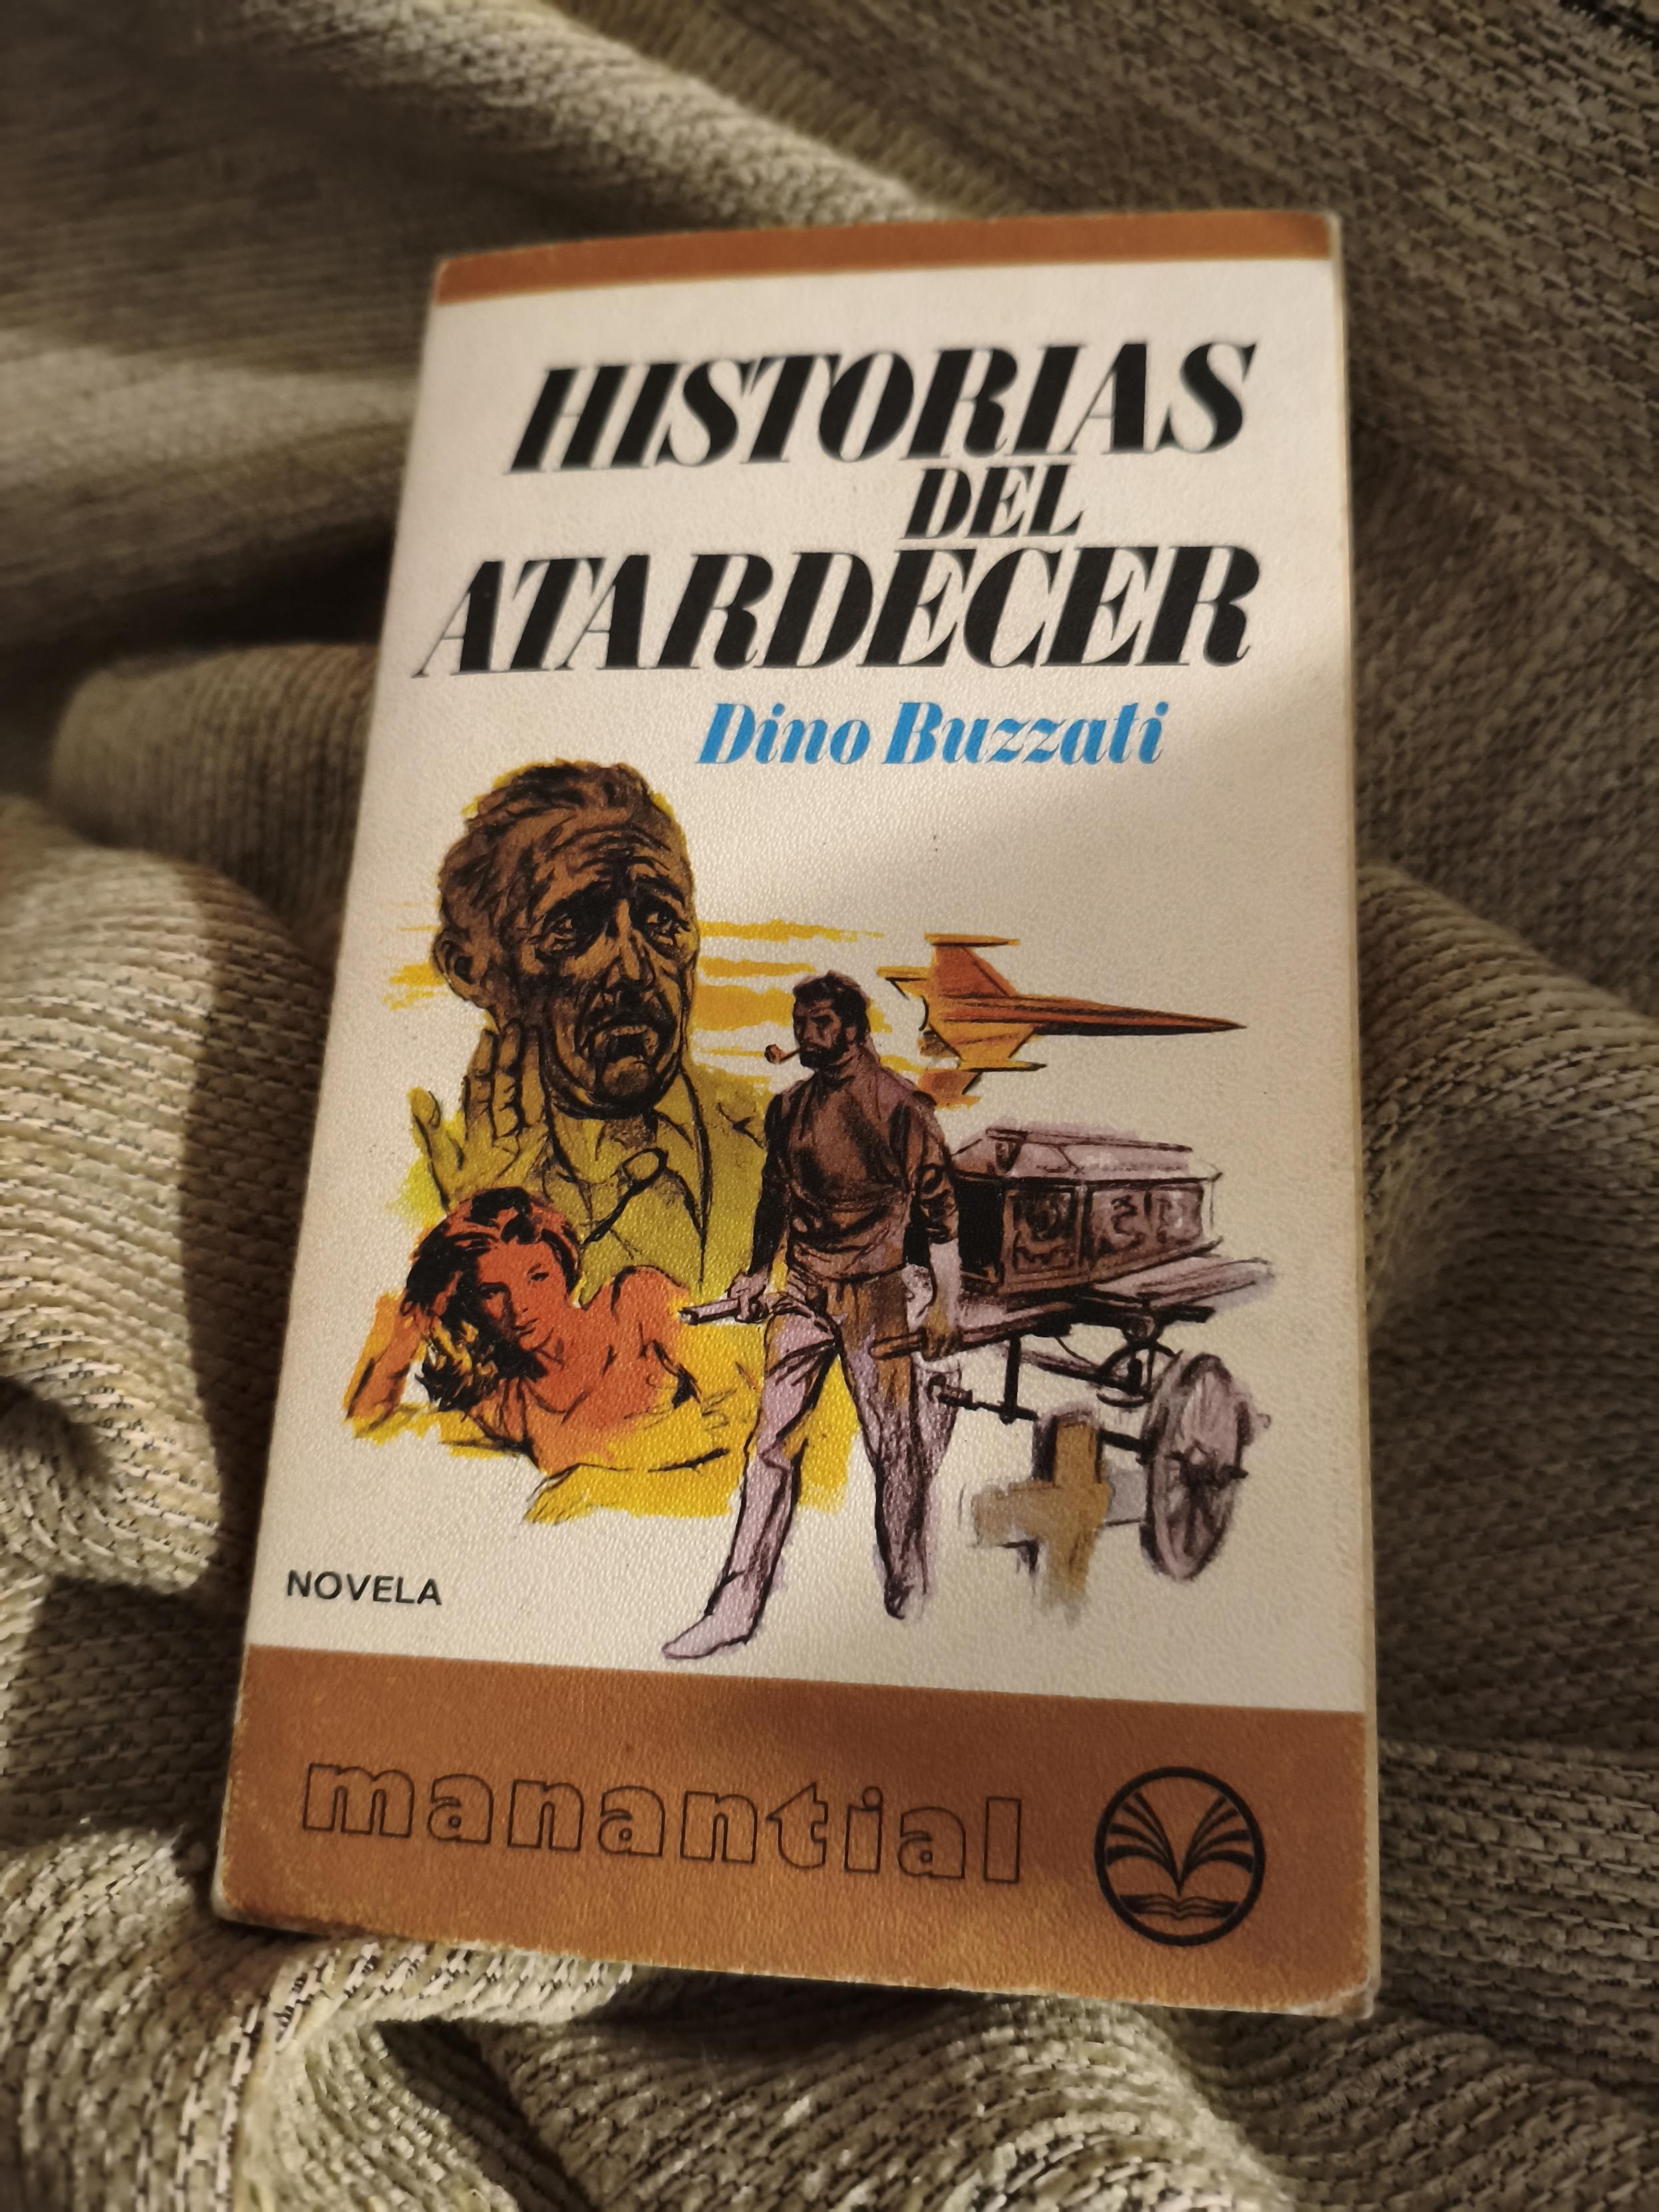 HISTORIAS
DEL
ATARDECER
Dino Buzzati
NOVELA
manantial